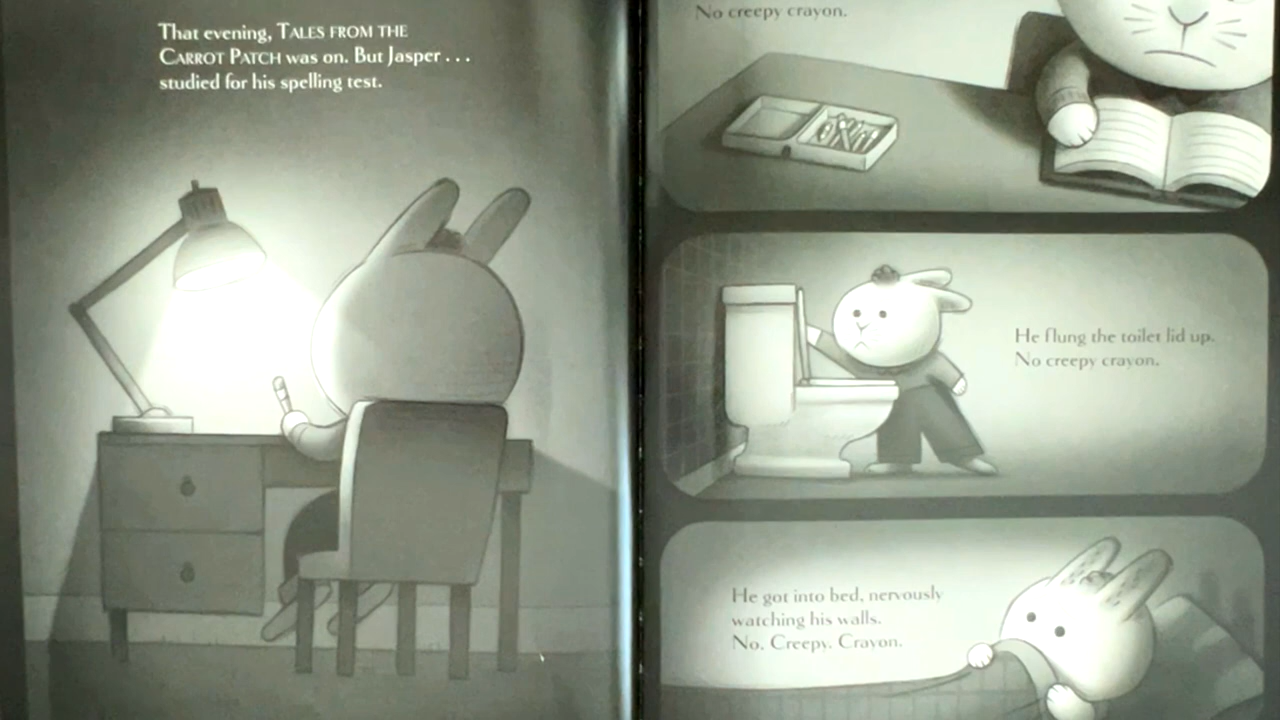 That evening, TALES FROM THE
CARROT PATCH was on. But Jasper . . .
studied for his spelling test.
No creepy crayon.
He flung the toilet lid up.
No creepy crayon.
He got into bed, nervously
watching his walls.
No. Creepy. Crayon.